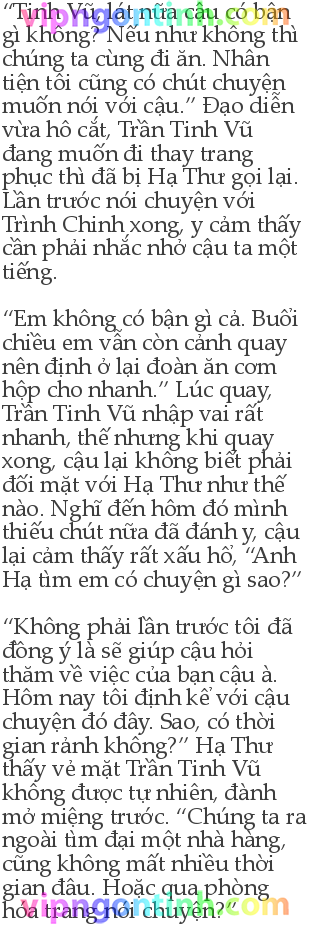 “Tinh Vũ, lát nữa cậu có bận
gì không? Nếu như không thì
chúng ta cùng đi ăn. Nhân
tiện tôi cũng có chút chuyện
muốn nói với cậu.” Đạo diễn
vừa hô cắt, Trần Tinh Vũ
đang muốn đi thay trang
phục thì đã bị Hạ Thư gọi lại.
Lần trước nói chuyện với
Trình Chinh xong, y cảm thấy
cần phải nhắc nhở cậu ta một
tiếng.
“Em không có bận gì cả. Buổi
chiều em vẫn còn cảnh quay
nên định ở lại đoàn ăn cơm
hộp cho nhanh.” Lúc quay,
Trần Tinh Vũ nhập vai rất
nhanh, thế nhưng khi quay
xong, cậu lại không biết phải
đối mặt với Hạ Thư như thế
nào. Nghĩ đến hôm đó mình
thiếu chút nữa đã đánh y, cậu
lại cảm thấy rất xấu hổ, “Anh
Hạ tìm em có chuyện gì sao?”
“Không phải lần trước tôi đã
đồng ý là sẽ giúp cậu hỏi
thăm về việc của bạn cậu à.
Hôm nay tôi định kể với cậu
chuyện đó đây. Sao, có thời
gian rảnh không?” Hạ Thư
thấy vẻ mặt Trần Tinh Vũ
không được tự nhiên, đành
mở miệng trước. “Chúng ta ra
ngoài tìm đại một nhà hàng,
cũng không mất nhiều thời
gian đâu. Hoặc qua phòng
hóa trang nói chuyện?”
vipngontinh.com
vipngontinh.com